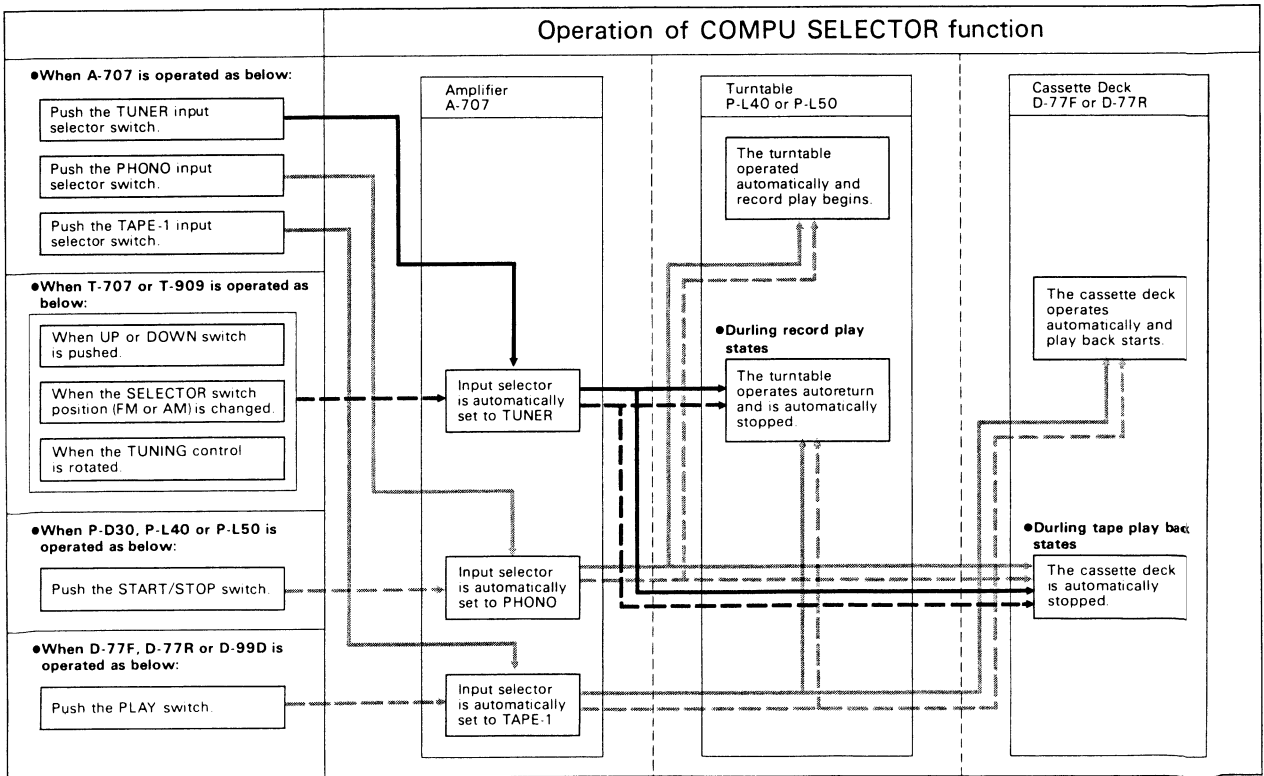 Operation of COMPU SELECTOR function
●When A-707 is operated as below:
Push the TUNER input
selector switch.
Push the PHONO input
selector switch.
Push the TAPE-1 input
selector switch.
●When T-707 or T-909 is operated as
below:
When UP or DOWN switch
is pushed.
When the SELECTOR switch
position (FM or AM) is changed.
When the TUNING control
is rotated.
●When P-D30, P-L40 or P-L50 is
operated as below:
Push the START/STOP switch.
●When D-77F, D-77R or D-99D is
operated as below:
Push the PLAY switch.
Amplifier
A-707
Input selector
is automatically
set to TUNER
Input selector
is automatically
set to PHONO
Input selector
is automatically
set to TAPE-1
Turntable
P-L40 or P-L50
The turntable
operated
automatically and
record play begins.
●Durling record play
states
The turntable
operates autoreturn
and is automatically
stopped.
Cassette Deck
D-77F or D-77R
The cassette deck
operates
automatically and
play back starts.
●Durling tape play back
states
The cassette deck
is automatically
stopped.